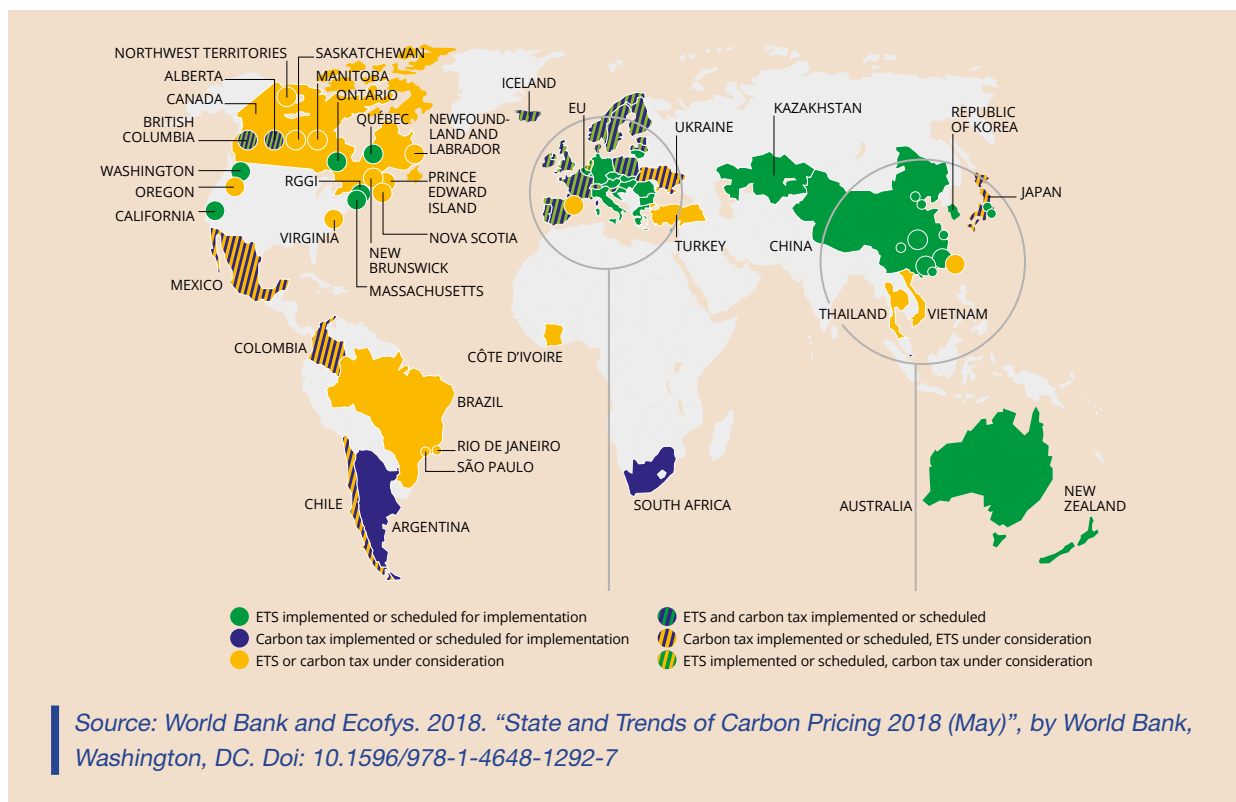 NORTHWEST TERRITORIES
SASKATCHEWAN
ALBERTA
MANITOBA
CANADA
ONTARIO
BRITISH
COLUMBIA
QUÉBEC
NEWFOUND-
LAND AND
LABRADOR
WASHINGTON
OREGON
CALIFORNIA
RGGI
PRINCE
EDWARD
ISLAND
VIRGINIA
NOVA SCOTIA
NEW
BRUNSWICK
MASSACHUSETTS
MEXICO
ICELAND
EU
UKRAINE
TURKEY
KAZAKHSTAN
REPUBLIC
OF KOREA
JAPAN
CHINA
THAILAND
VIETNAM
COLOMBIA
CÔTE D’IVOIRE
BRAZIL
RIO DE JANEIRO
SÃO PAULO
CHILE
ARGENTINA
SOUTH AFRICA
AUSTRALIA
NEW
ZEALAND
ETS implemented or scheduled for implementation
Carbon tax implemented or scheduled for implementation
ETS or carbon tax under consideration
ETS and carbon tax implemented or scheduled
Carbon tax implemented or scheduled, ETS under consideration
ETS implemented or scheduled, carbon tax under consideration
Source: World Bank and Ecofys. 2018. “State and Trends of Carbon Pricing 2018 (May)”, by World Bank,
Washington, DC. Doi: 10.1596/978-1-4648-1292-7